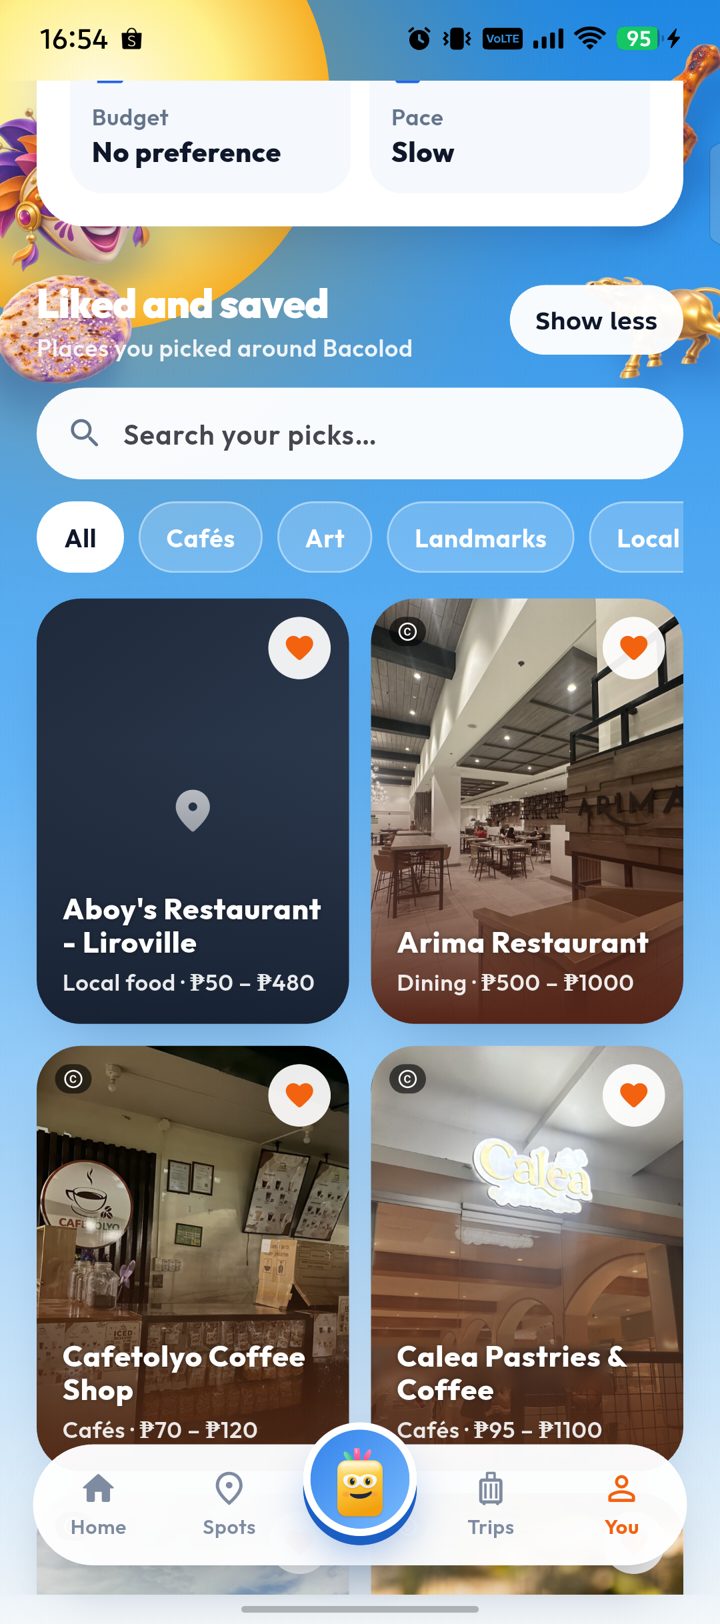 16:54
VoLTE
95
Budget
No preference
Pace
Slow
Liked and saved
Places you picked around Bacolod
Show less
Search your picks...
All
Cafés
Art
Landmarks
Local
Aboy's Restaurant
- Liroville
Local food · ₱50 – ₱480
©
ARIMA
Arima Restaurant
Dining · ₱500 – ₱1000
©
Cafetolyo Coffee
Shop
Cafés · ₱70 – ₱120
©
Calea
Calea Pastries &
Coffee
Cafés · ₱95 – ₱1100
Home
Spots
Trips
You